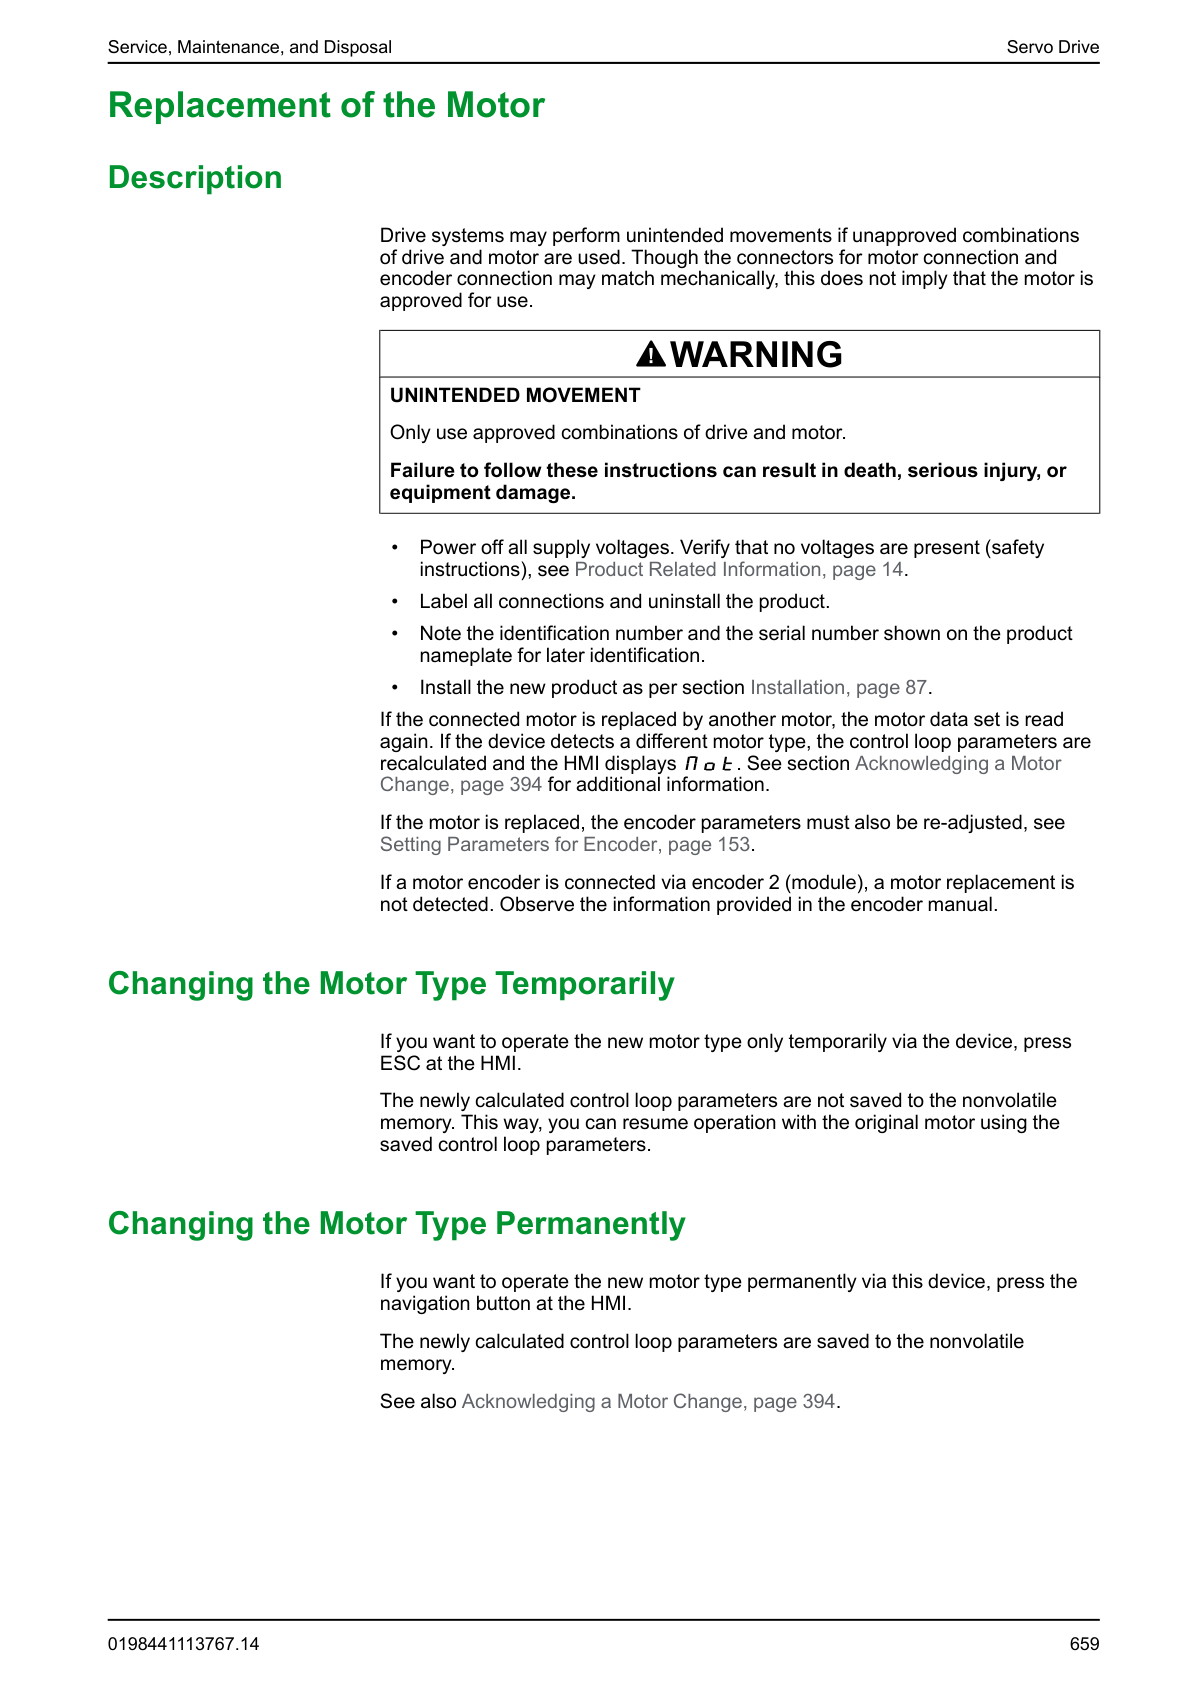 Service, Maintenance, and Disposal
Servo Drive
Replacement of the Motor
Description
Drive systems may perform unintended movements if unapproved combinations
of drive and motor are used. Though the connectors for motor connection and
encoder connection may match mechanically, this does not imply that the motor is
approved for use.
WARNING
UNINTENDED MOVEMENT
Only use approved combinations of drive and motor.
Failure to follow these instructions can result in death, serious injury, or
equipment damage.
• Power off all supply voltages. Verify that no voltages are present (safety
instructions), see Product Related Information, page 14.
• Label all connections and uninstall the product.
• Note the identification number and the serial number shown on the product
nameplate for later identification.
• Install the new product as per section Installation, page 87.
If the connected motor is replaced by another motor, the motor data set is read
again. If the device detects a different motor type, the control loop parameters are
recalculated and the HMI displays Mot. See section Acknowledging a Motor
Change, page 394 for additional information.
If the motor is replaced, the encoder parameters must also be re-adjusted, see
Setting Parameters for Encoder, page 153.
If a motor encoder is connected via encoder 2 (module), a motor replacement is
not detected. Observe the information provided in the encoder manual.
Changing the Motor Type Temporarily
If you want to operate the new motor type only temporarily via the device, press
ESC at the HMI.
The newly calculated control loop parameters are not saved to the nonvolatile
memory. This way, you can resume operation with the original motor using the
saved control loop parameters.
Changing the Motor Type Permanently
If you want to operate the new motor type permanently via this device, press the
navigation button at the HMI.
The newly calculated control loop parameters are saved to the nonvolatile
memory.
See also Acknowledging a Motor Change, page 394.
0198441113767.14
659